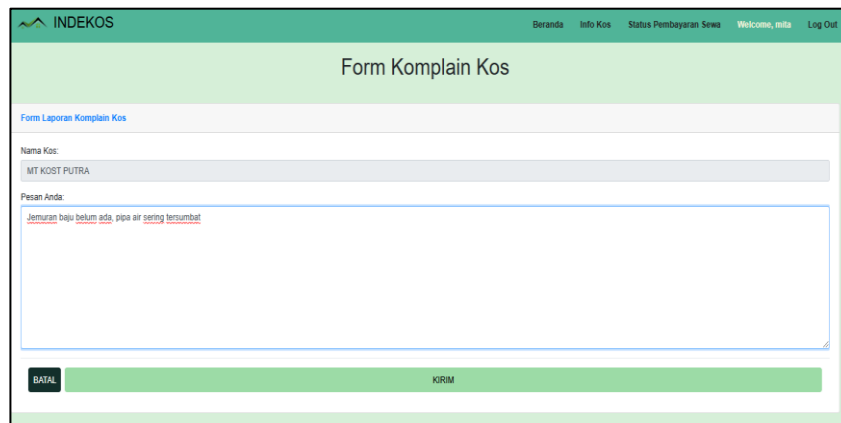 INDEKOS
Beranda Info Kos Status Pembayaran Sewa Welcome, mita Log Out
Form Komplain Kos
Form Laporan Komplain Kos
Nama Kos:
MT KOST PUTRA
Pesan Anda:
Jemuran baju belum ada, pipa air sering tersumbat
BATAL KIRIM